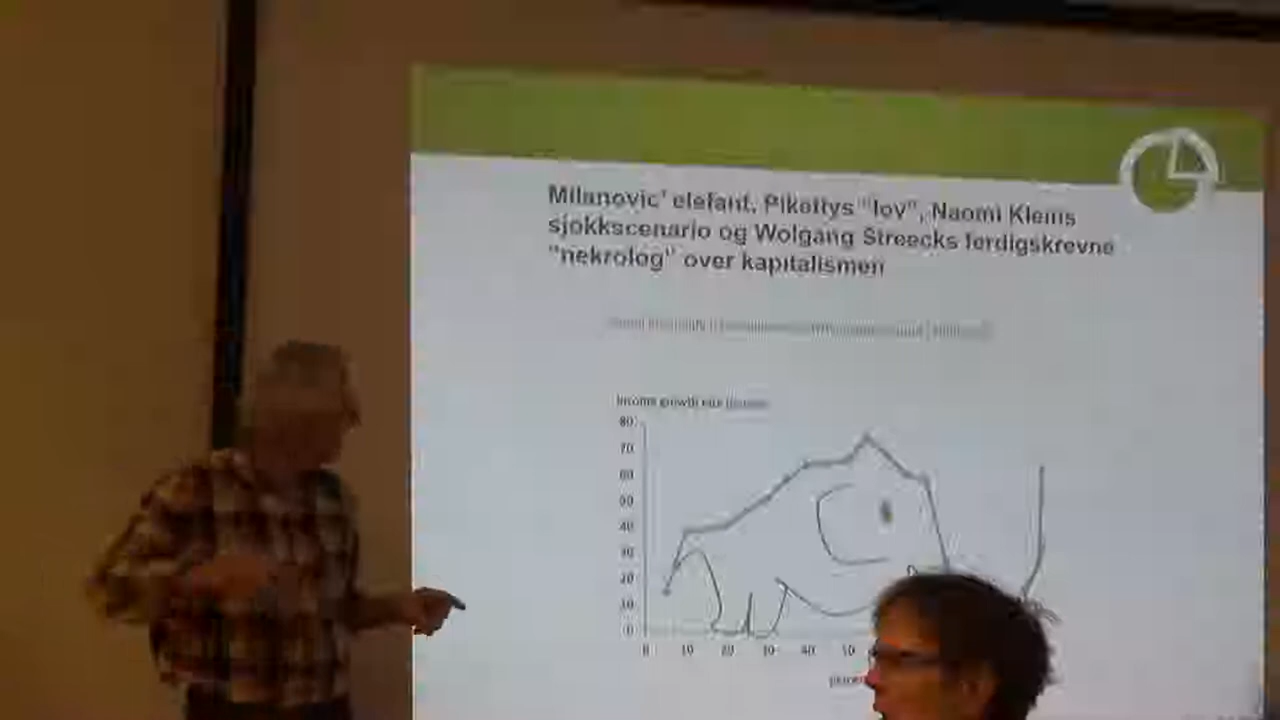 Milanovic' elefant, Pikettys "lov", Naomi Kleins
sjokkscenario og Wolgang Streecks ferdigskrevne
"nekrolog" over kapitalismen
Income growth rate
80
70
60
50
40
30
20
10
0
0 10 20 30 40 50